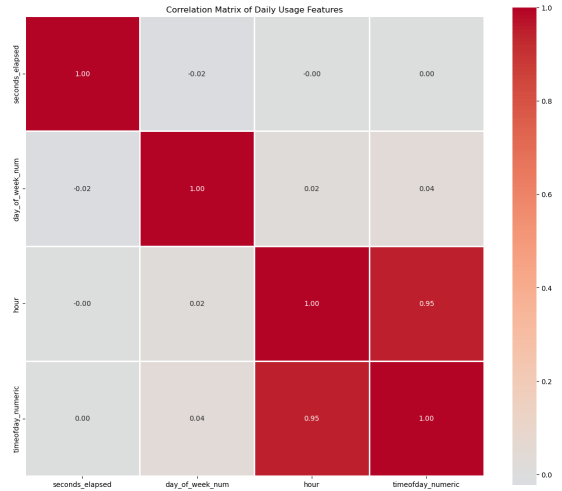 Correlation Matrix of Daily Usage Features
seconds_elapsed 1.00 -0.02 -0.00 0.00
day_of_week_num -0.02 1.00 0.02 0.04
hour -0.00 0.02 1.00 0.95
timeofday_numeric 0.00 0.04 0.95 1.00
seconds_elapsed day_of_week_num hour timeofday_numeric
1.0
0.8
0.6
0.4
0.2
0.0